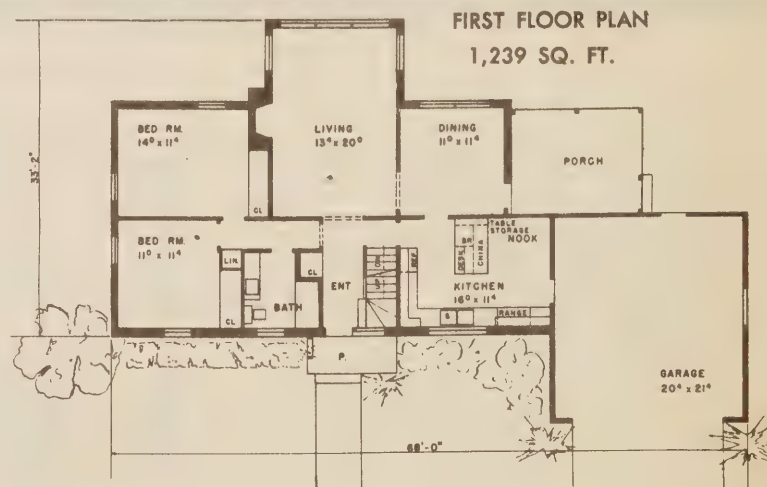 FIRST FLOOR PLAN
1,239 SQ. FT.
33'-2"
BED RM.
14⁰ x 11⁴
LIVING
13⁴ x 20⁰
DINING
11⁰ x 11⁴
PORCH
CL
BED RM.
11⁰ x 11⁴
LIN.
CL
BATH
CL
ENT
REF.
DESK
BR
CHINA
TABLE
STORAGE
NOOK
KITCHEN
16⁰ x 11⁴
S
RANGE
P.
GARAGE
20⁴ x 21⁴
68'-0"